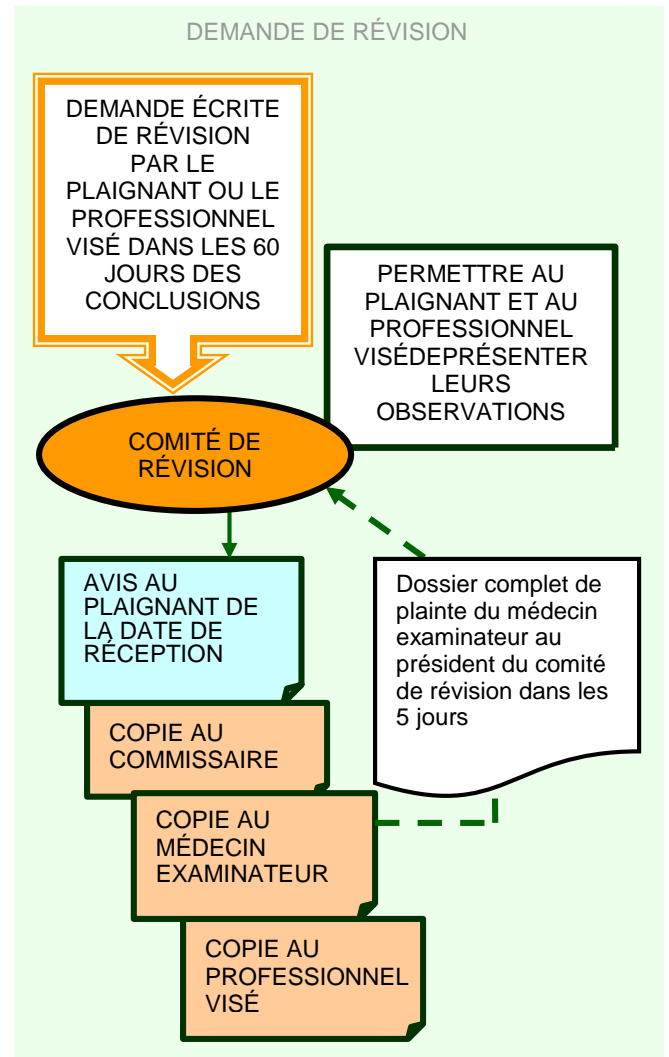 DEMANDE DE RÉVISION
DEMANDE ÉCRITE
DE RÉVISION
PAR LE
PLAIGNANT OU LE
PROFESSIONNEL
VISÉ DANS LES 60
JOURS DES
CONCLUSIONS
PERMETTRE AU
PLAIGNANT ET AU
PROFESSIONNEL
VISÉDEPRÉSENTER
LEURS
OBSERVATIONS
COMITÉ DE
RÉVISION
AVIS AU
PLAIGNANT DE
LA DATE DE
RÉCEPTION
Dossier complet de
plainte du médecin
examinateur au
président du comité
de révision dans les
5 jours
COPIE AU
COMMISSAIRE
COPIE AU
MÉDECIN
EXAMINATEUR
COPIE AU
PROFESSIONNEL
VISÉ